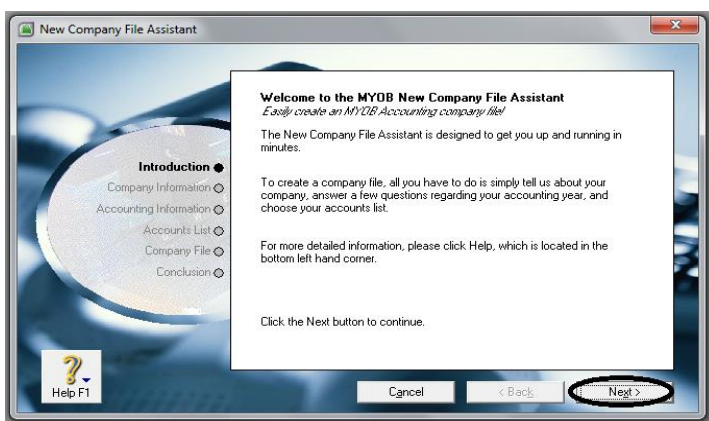 New Company File Assistant
Welcome to the MYOB New Company File Assistant
Easily create an MYOB Accounting company file!
The New Company File Assistant is designed to get you up and running in
minutes.
To create a company file, all you have to do is simply tell us about your
company, answer a few questions regarding your accounting year, and
choose your accounts list.
For more detailed information, please click Help, which is located in the
bottom left hand corner.
Click the Next button to continue.
Introduction
Company Information
Accounting Information
Accounts List
Company File
Conclusion
Help F1
Cancel
< Back
Next >